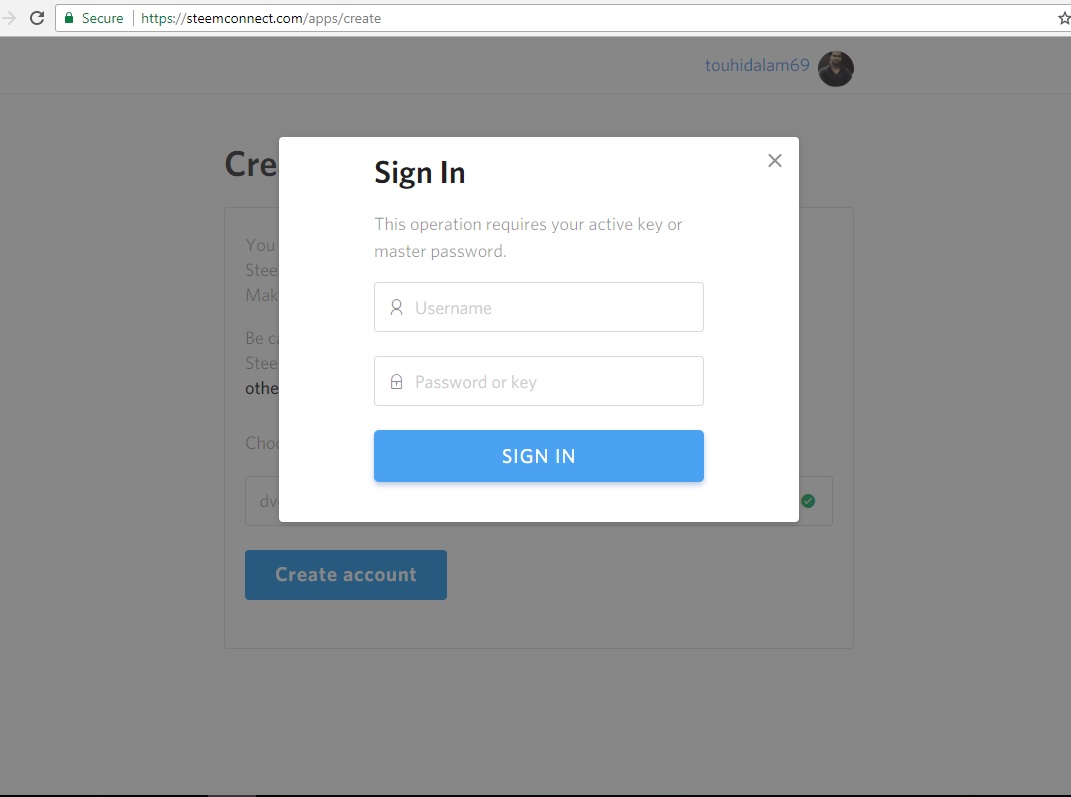 Secure https://steemconnect.com/apps/create
touhidalam69
Cre
Sign In
This operation requires your active key or
master password.
Username
Password or key
SIGN IN
You
Stee
Mak
Be ca
Stee
othe
Choo
dv
Create account